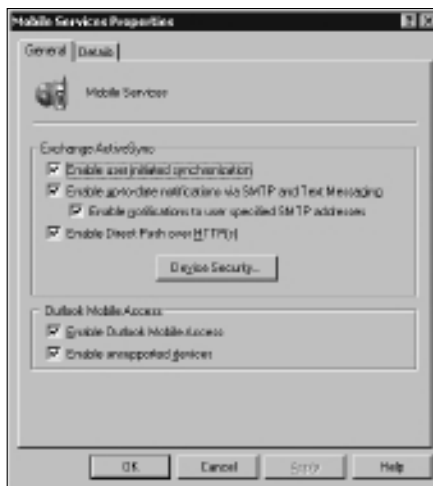 Mobile Services Properties
General
Details
Mobile Services
Exchange ActiveSync
Enable user initiated synchronization
Enable up-to-date notifications via SMTP and Text Messaging
Enable notifications to user specified SMTP addresses
Enable Direct Push over HTTP(s)
Device Security...
Outlook Mobile Access
Enable Outlook Mobile Access
Enable unsupported devices
OK
Cancel
Apply
Help